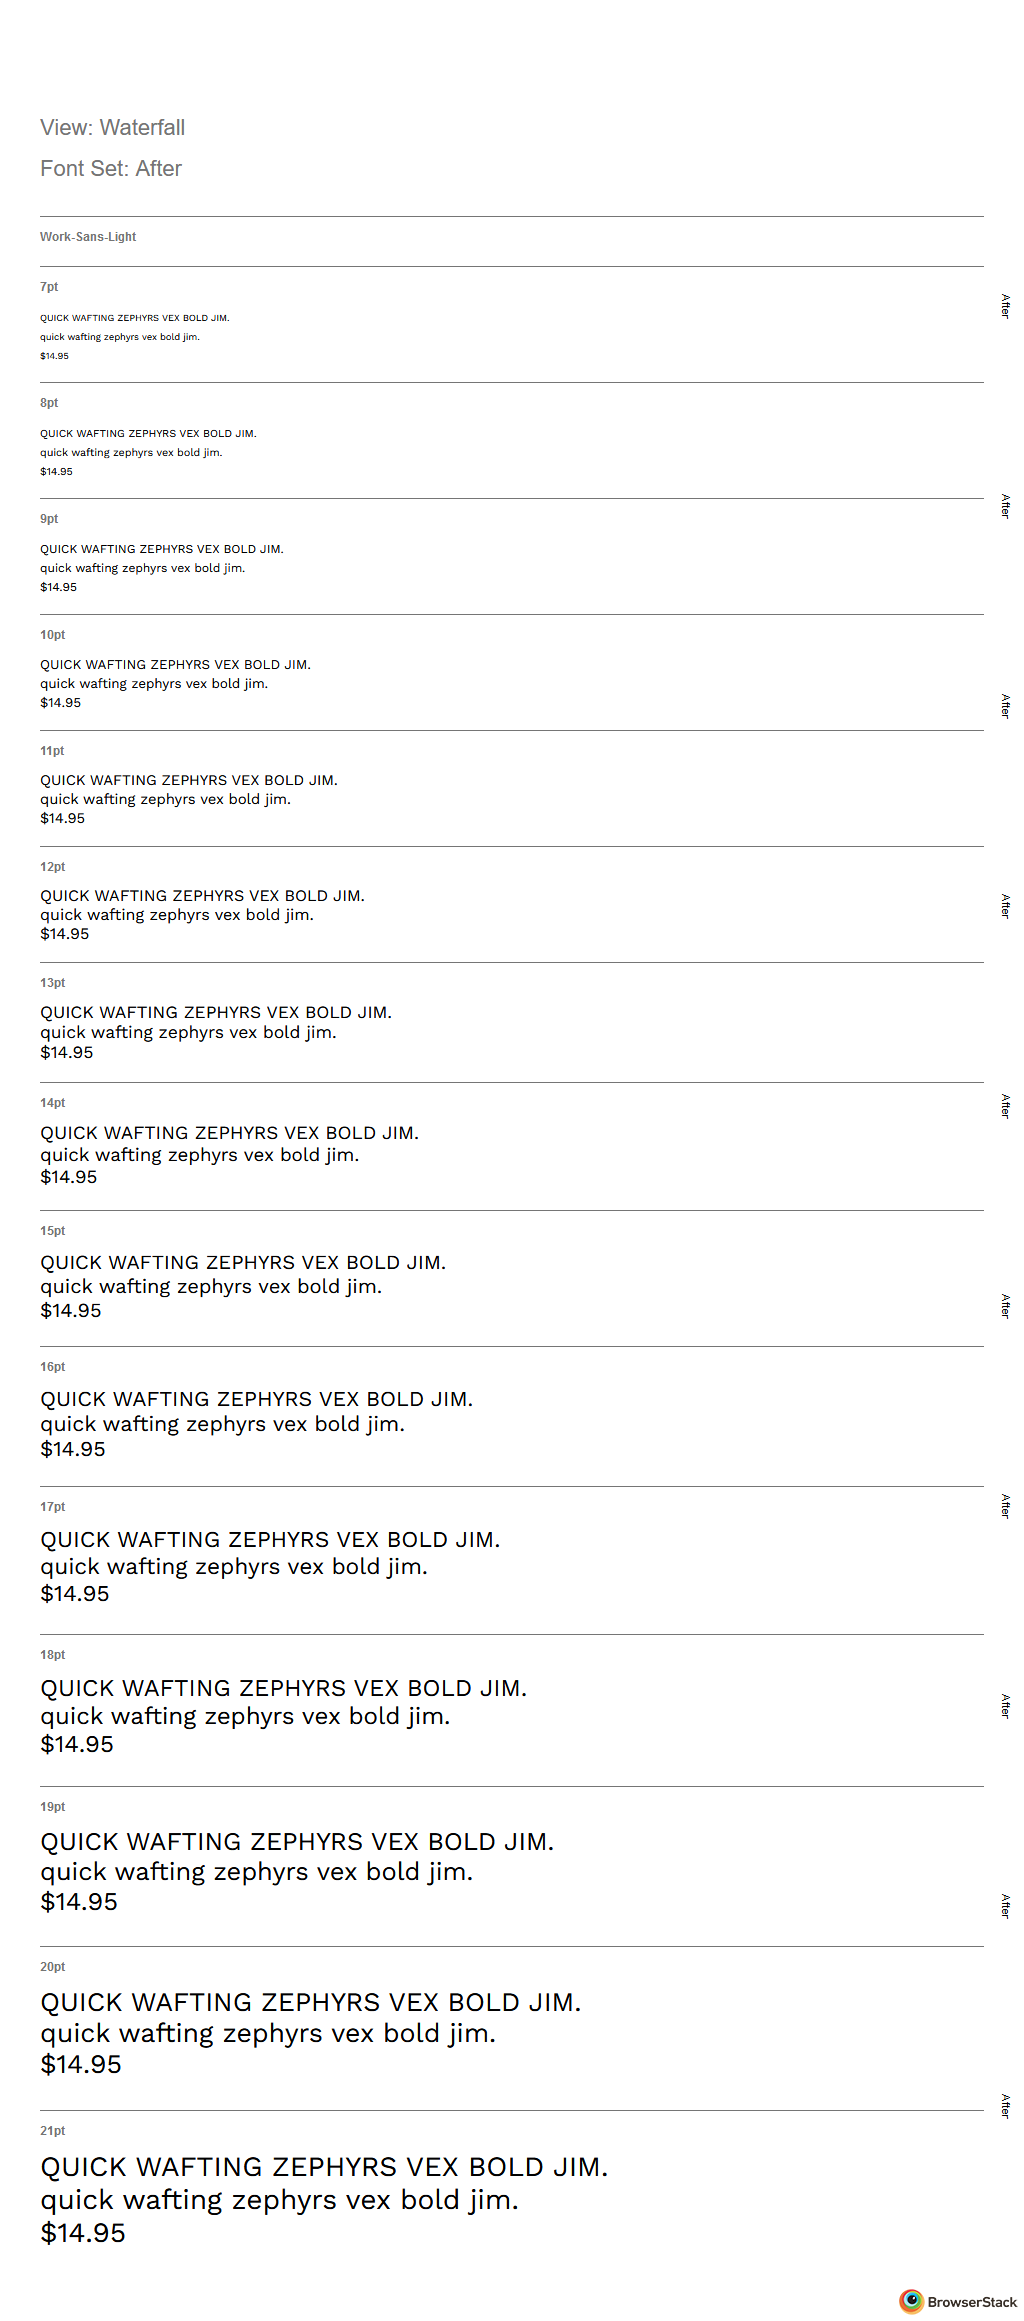 View: Waterfall
Font Set: After
Work-Sans-Light
7pt
QUICK WAFTING ZEPHYRS VEX BOLD JIM.
quick wafting zephyrs vex bold jim.
$14.95
After
8pt
QUICK WAFTING ZEPHYRS VEX BOLD JIM.
quick wafting zephyrs vex bold jim.
$14.95
After
9pt
QUICK WAFTING ZEPHYRS VEX BOLD JIM.
quick wafting zephyrs vex bold jim.
$14.95
10pt
QUICK WAFTING ZEPHYRS VEX BOLD JIM.
quick wafting zephyrs vex bold jim.
$14.95
After
11pt
QUICK WAFTING ZEPHYRS VEX BOLD JIM.
quick wafting zephyrs vex bold jim.
$14.95
12pt
QUICK WAFTING ZEPHYRS VEX BOLD JIM.
quick wafting zephyrs vex bold jim.
$14.95
After
13pt
QUICK WAFTING ZEPHYRS VEX BOLD JIM.
quick wafting zephyrs vex bold jim.
$14.95
14pt
QUICK WAFTING ZEPHYRS VEX BOLD JIM.
quick wafting zephyrs vex bold jim.
$14.95
After
15pt
QUICK WAFTING ZEPHYRS VEX BOLD JIM.
quick wafting zephyrs vex bold jim.
$14.95
After
16pt
QUICK WAFTING ZEPHYRS VEX BOLD JIM.
quick wafting zephyrs vex bold jim.
$14.95
17pt
QUICK WAFTING ZEPHYRS VEX BOLD JIM.
quick wafting zephyrs vex bold jim.
$14.95
After
18pt
QUICK WAFTING ZEPHYRS VEX BOLD JIM.
quick wafting zephyrs vex bold jim.
$14.95
After
19pt
QUICK WAFTING ZEPHYRS VEX BOLD JIM.
quick wafting zephyrs vex bold jim.
$14.95
After
20pt
QUICK WAFTING ZEPHYRS VEX BOLD JIM.
quick wafting zephyrs vex bold jim.
$14.95
After
21pt
QUICK WAFTING ZEPHYRS VEX BOLD JIM.
quick wafting zephyrs vex bold jim.
$14.95
BrowserStack